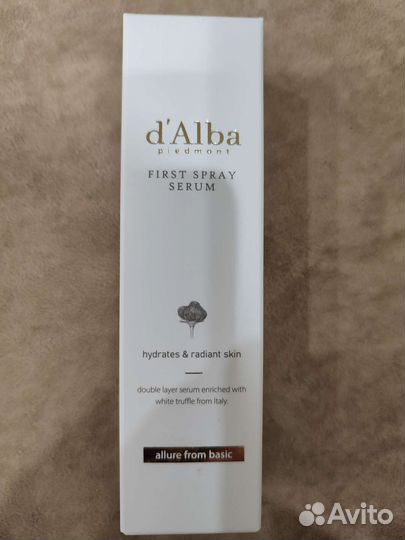 d'Alba
piedmont
FIRST SPRAY
SERUM
hydrates & radiant skin
double layer serum enriched with
white truffle from Italy.
allure from basic
Avito